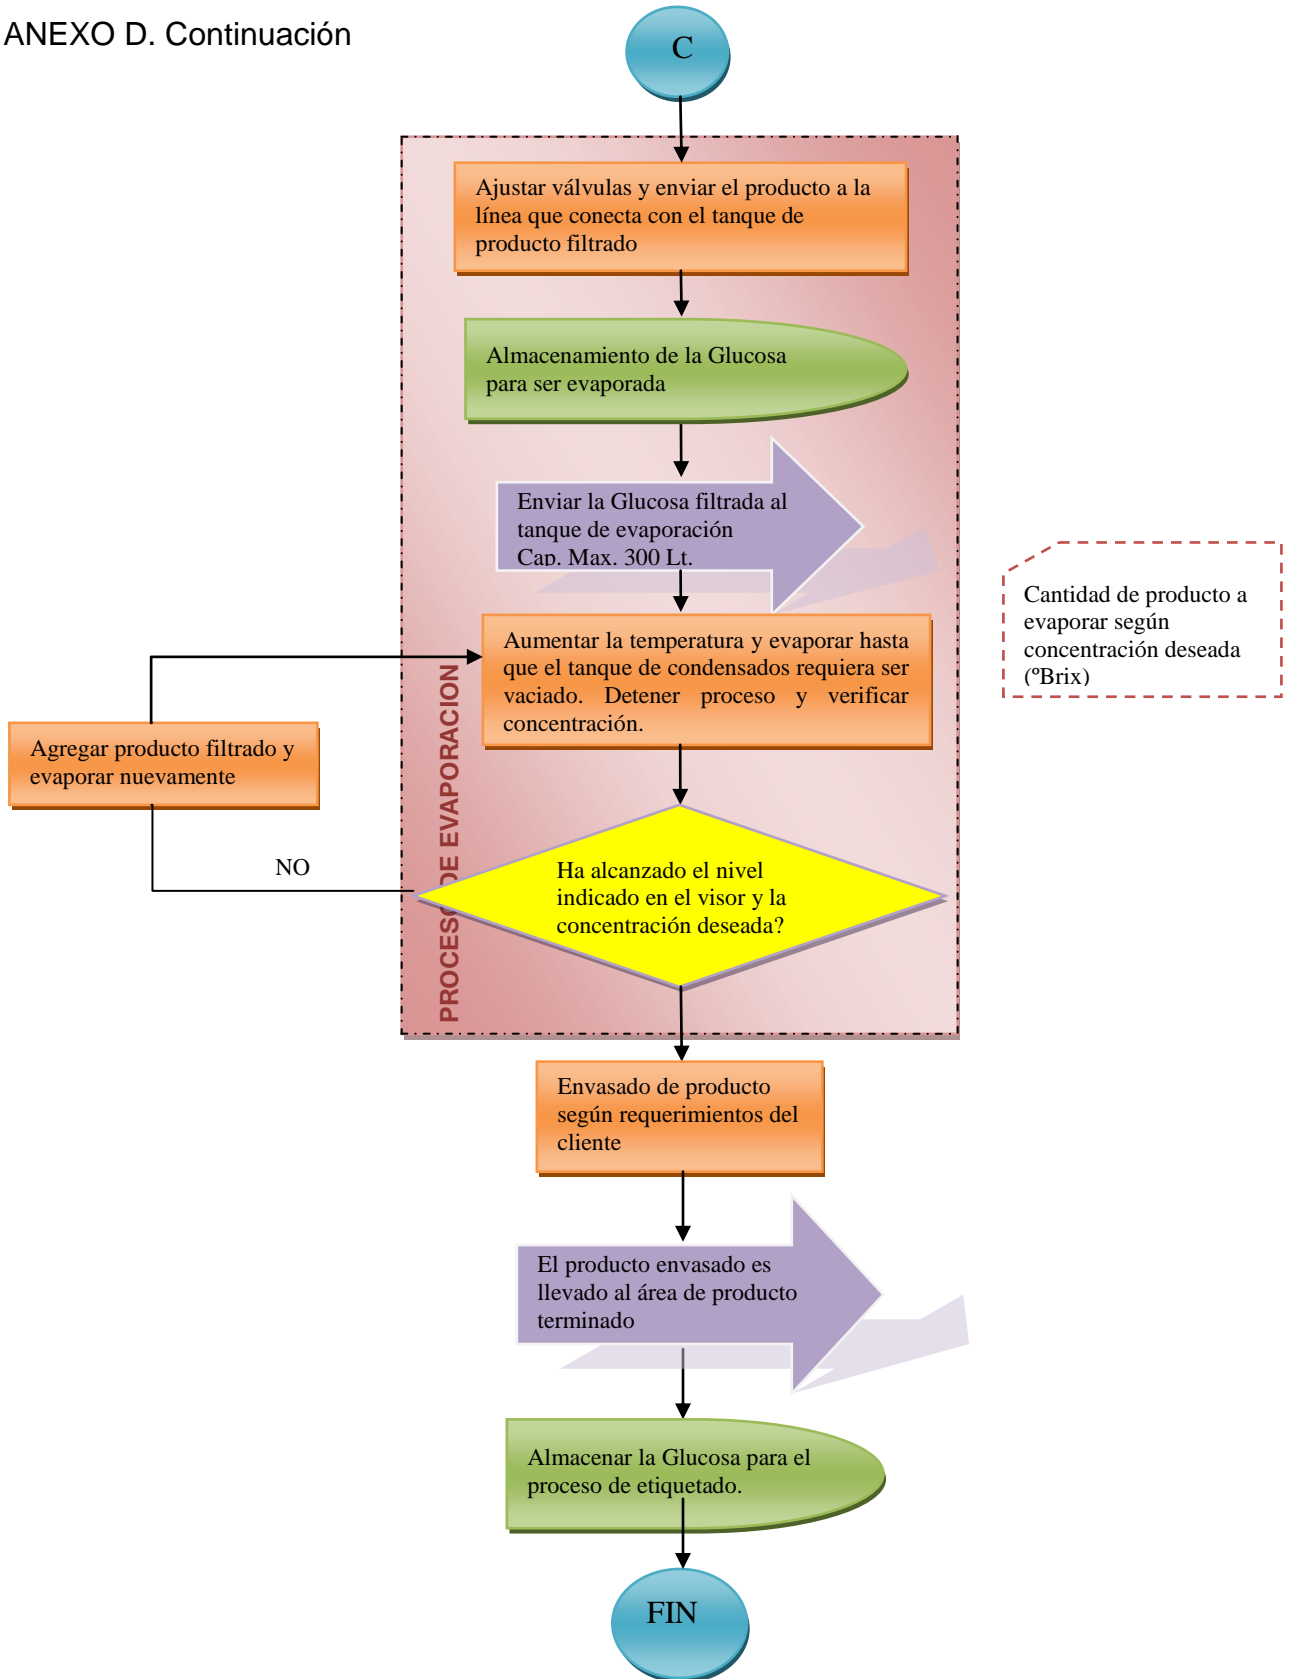 ANEXO D. Continuación
C
Ajustar válvulas y enviar el producto a la
línea que conecta con el tanque de
producto filtrado
Almacenamiento de la Glucosa
para ser evaporada
Enviar la Glucosa filtrada al
tanque de evaporación
Cap. Max. 300 Lt.
Cantidad de producto a
evaporar según
concentración deseada
(ºBrix)
Aumentar la temperatura y evaporar hasta
que el tanque de condensados requiera ser
vaciado. Detener proceso y verificar
concentración.
PROCESO DE EVAPORACION
Agregar producto filtrado y
evaporar nuevamente
NO
Ha alcanzado el nivel
indicado en el visor y la
concentración deseada?
Envasado de producto
según requerimientos del
cliente
El producto envasado es
llevado al área de producto
terminado
Almacenar la Glucosa para el
proceso de etiquetado.
FIN